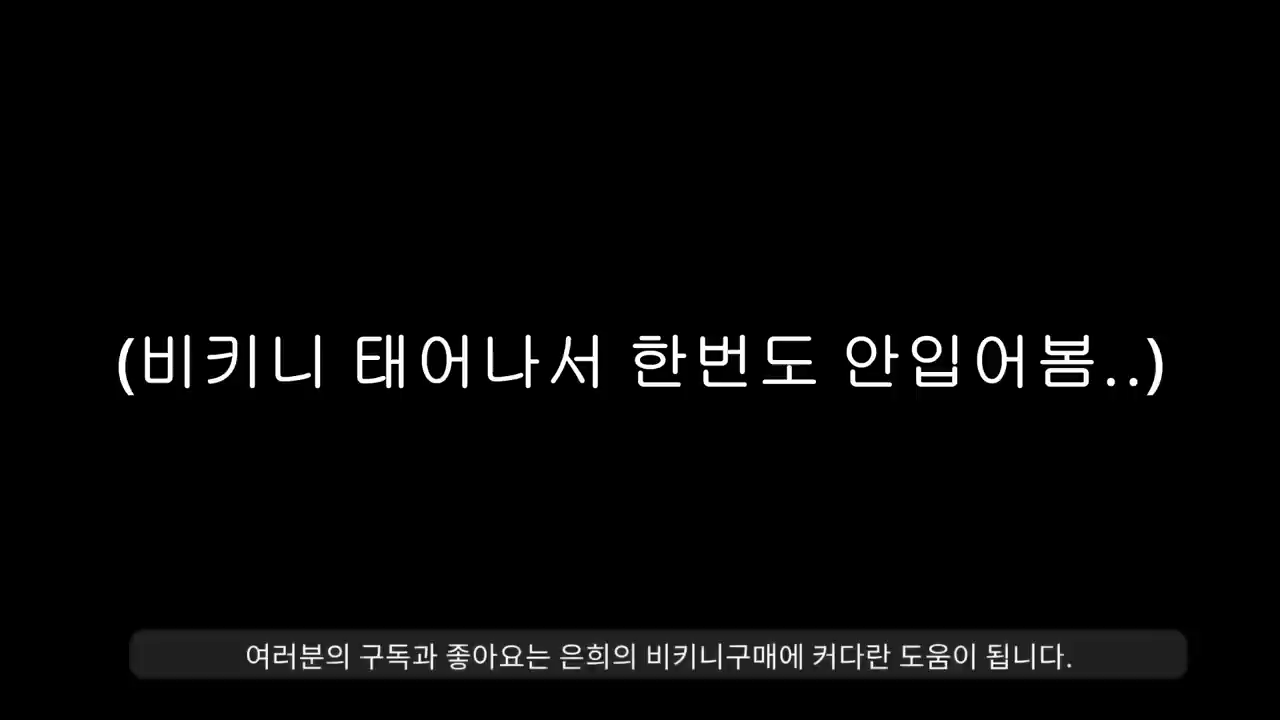 (비키니 태어나서 한번도 안입어봄..)
여러분의 구독과 좋아요는 은희의 비키니구매에 커다란 도움이 됩니다.